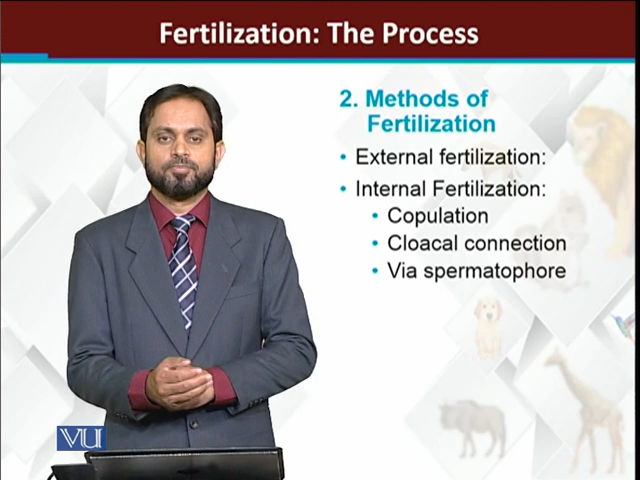 Fertilization: The Process
2. Methods of
Fertilization
• External fertilization:
• Internal Fertilization:
• Copulation
• Cloacal connection
• Via spermatophore
VU